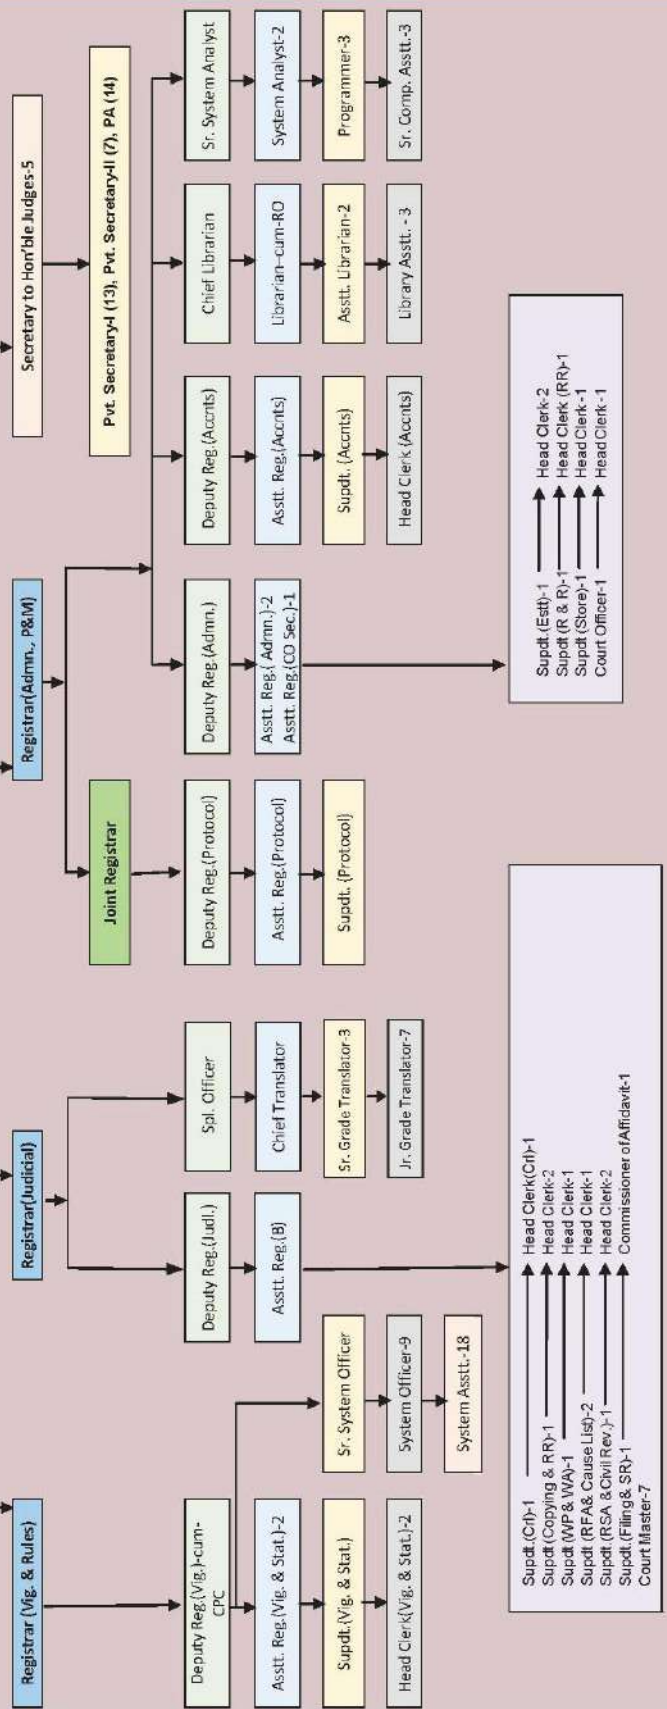 Registrar (Vig. & Rules)
Deputy Reg.(Vig.)-cum-
CPC
Asstt. Reg.(Vig. & Stat.)-2
Supdt.(Vig. & Stat.)
Head Clerk(Vig. & Stat.)-2
Sr. System Officer
System Officer-9
System Asstt.-18
Registrar(Judicial)
Deputy Reg.(Judl.)
Asstt. Reg.(B)
Spl. Officer
Chief Translator
Sr. Grade Translator-3
Jr. Grade Translator-7
Supdt.(Crl)-1 Head Clerk(Crl)-1
Supdt (Copying & RR)-1 Head Clerk-2
Supdt (WP & WA)-1 Head Clerk-1
Supdt (RFA& Cause List)-2 Head Clerk-1
Supdt.(RSA &Civil Rev.)-1 Head Clerk-2
Supdt.(Filing& SR)-1 Commissioner of Affidavit-1
Court Master-7
Registrar(Admn., P&M)
Joint Registrar
Deputy Reg.(Protocol)
Asstt. Reg.(Protocol)
Supdt. (Protocol)
Deputy Reg.(Admn.)
Asstt. Reg.( Admn.)-2
Asstt. Reg.(CO Sec.)-1
Supdt.(Estt)-1 Head Clerk-2
Supdt (R & R)-1 Head Clerk (RR)-1
Supdt (Store)-1 Head Clerk -1
Court Officer-1 Head Clerk -1
Deputy Reg.(Accnts)
Asstt. Reg.(Accnts)
Supdt. (Accnts)
Head Clerk (Accnts)
Chief Librarian
Librarian-cum-RO
Asstt. Librarian-2
Library Asstt. - 3
Sr. System Analyst
System Analyst-2
Programmer-3
Sr. Comp. Asstt.-3
Secretary to Hon'ble Judges-5
Pvt. Secretary-I (13), Pvt. Secretary-II (7), PA (14)